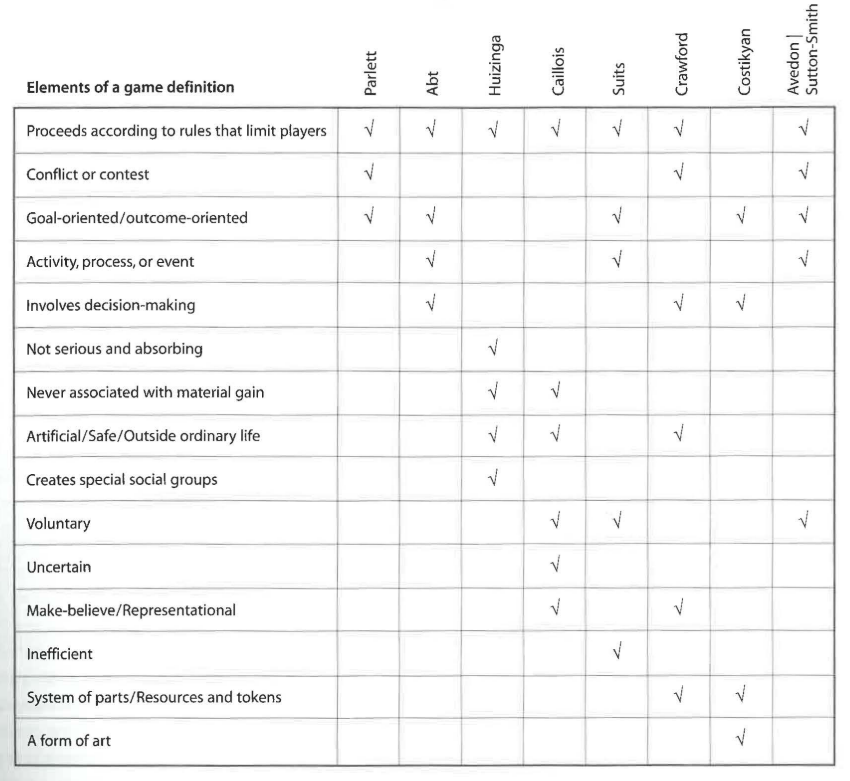 Elements of a game definition Parlett Abt Huizinga Caillois Suits Crawford Costikyan Avedon | Sutton-Smith
Proceeds according to rules that limit players √ √ √ √ √ √ √
Conflict or contest √ √ √
Goal-oriented/outcome-oriented √ √ √ √ √
Activity, process, or event √ √ √
Involves decision-making √ √ √
Not serious and absorbing √
Never associated with material gain √ √
Artificial/Safe/Outside ordinary life √ √ √
Creates special social groups √
Voluntary √ √ √
Uncertain √
Make-believe/Representational √ √
Inefficient √
System of parts/Resources and tokens √ √
A form of art √